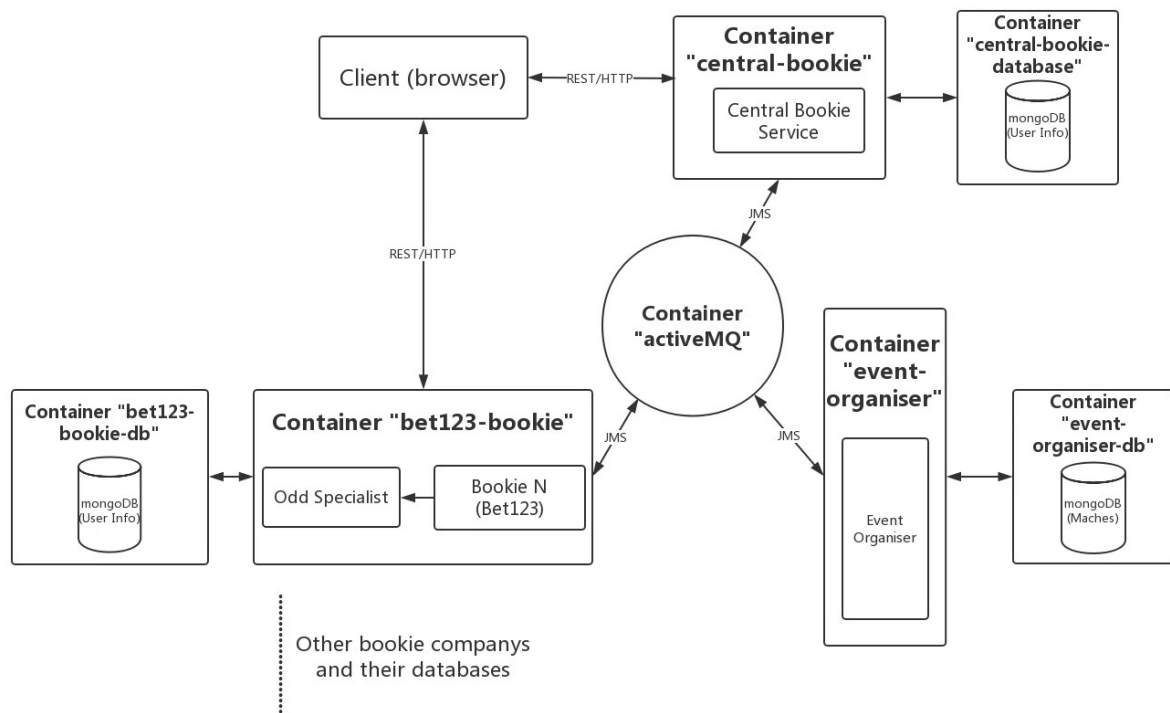 Client (browser)
REST/HTTP
Container
"central-bookie"
Central Bookie
Service
Container
"central-bookie-
database"
mongoDB
(User Info)
JMS
REST/HTTP
Container
"activeMQ"
Container
"event-
organiser"
Event
Organiser
JMS
Container
"event-
organiser-db"
mongoDB
(Maches)
Container "bet123-
bookie-db"
mongoDB
(User Info)
Container "bet123-bookie"
Odd Specialist
Bookie N
(Bet123)
JMS
Other bookie companys
and their databases